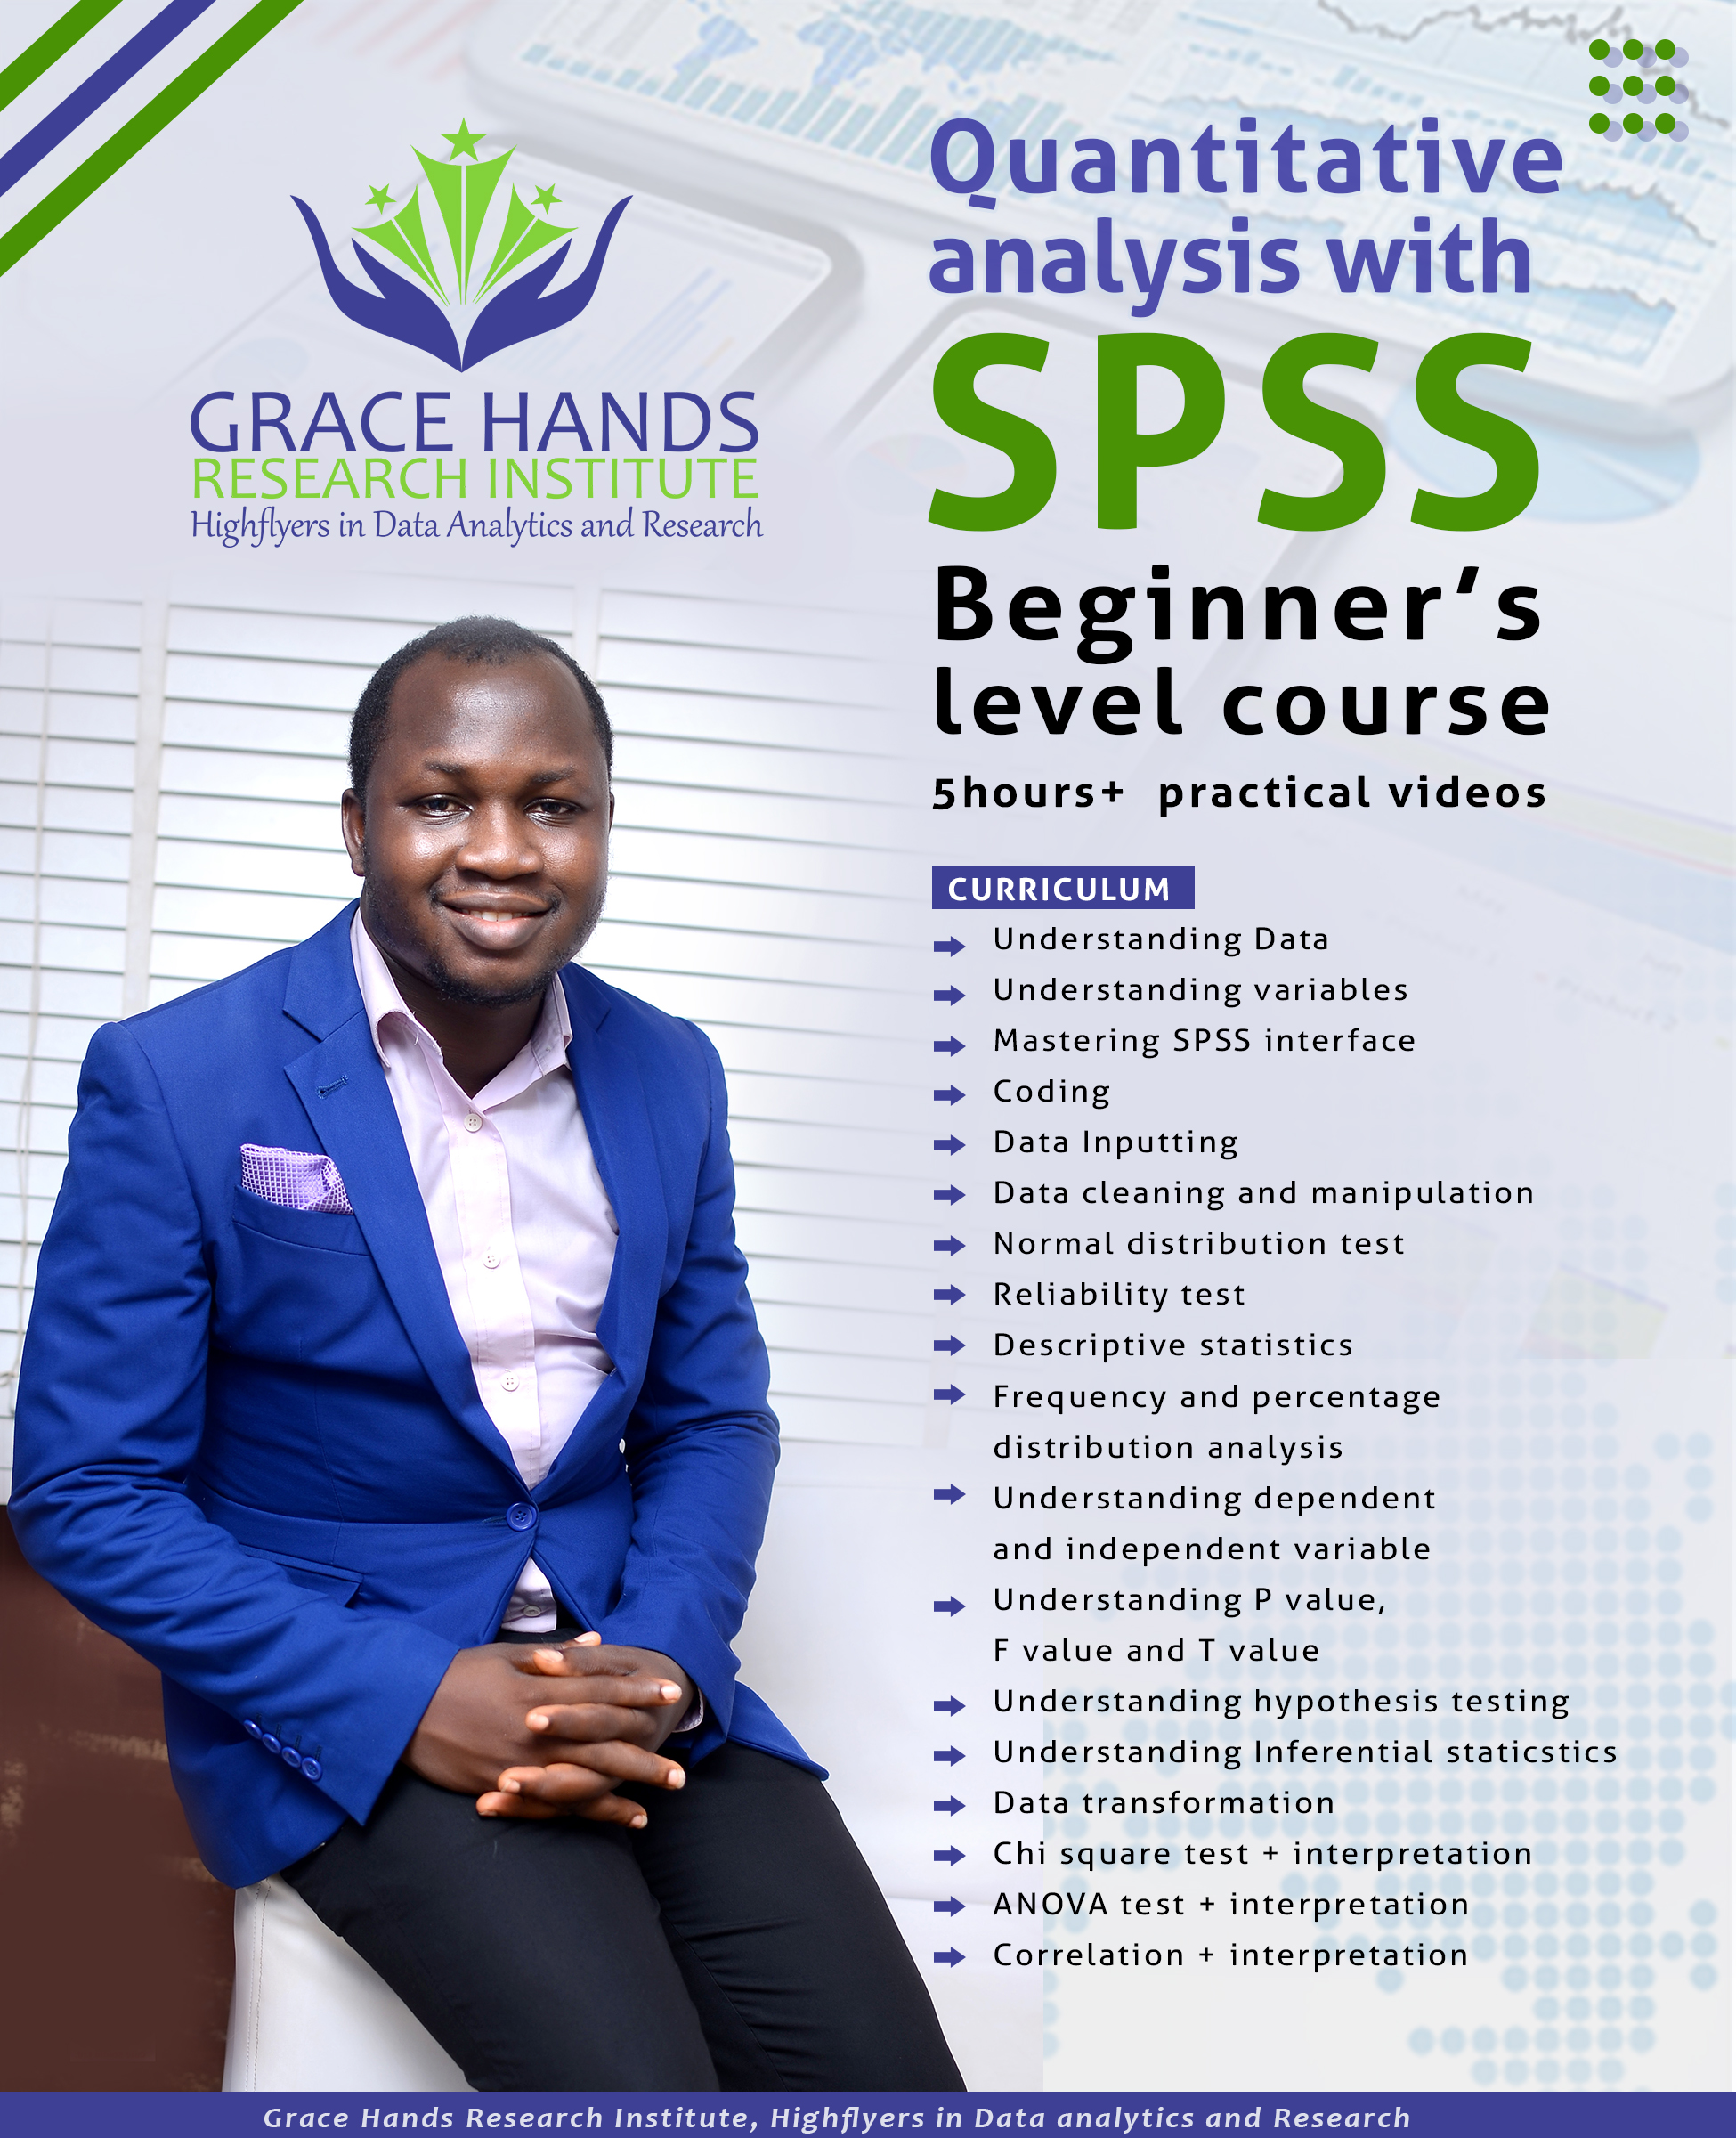 GRACE HANDS
RESEARCH INSTITUTE
Highflyers in Data Analytics and Research
Quantitative
analysis with
SPSS
Beginner's
level course
5hours+ practical videos
CURRICULUM
Understanding Data
Understanding variables
Mastering SPSS interface
Coding
Data Inputting
Data cleaning and manipulation
Normal distribution test
Reliability test
Descriptive statistics
Frequency and percentage
distribution analysis
Understanding dependent
and independent variable
Understanding P value,
F value and T value
Understanding hypothesis testing
Understanding Inferential staticstics
Data transformation
Chi square test + interpretation
ANOVA test + interpretation
Correlation + interpretation
Grace Hands Research Institute, Highflyers in Data analytics and Research